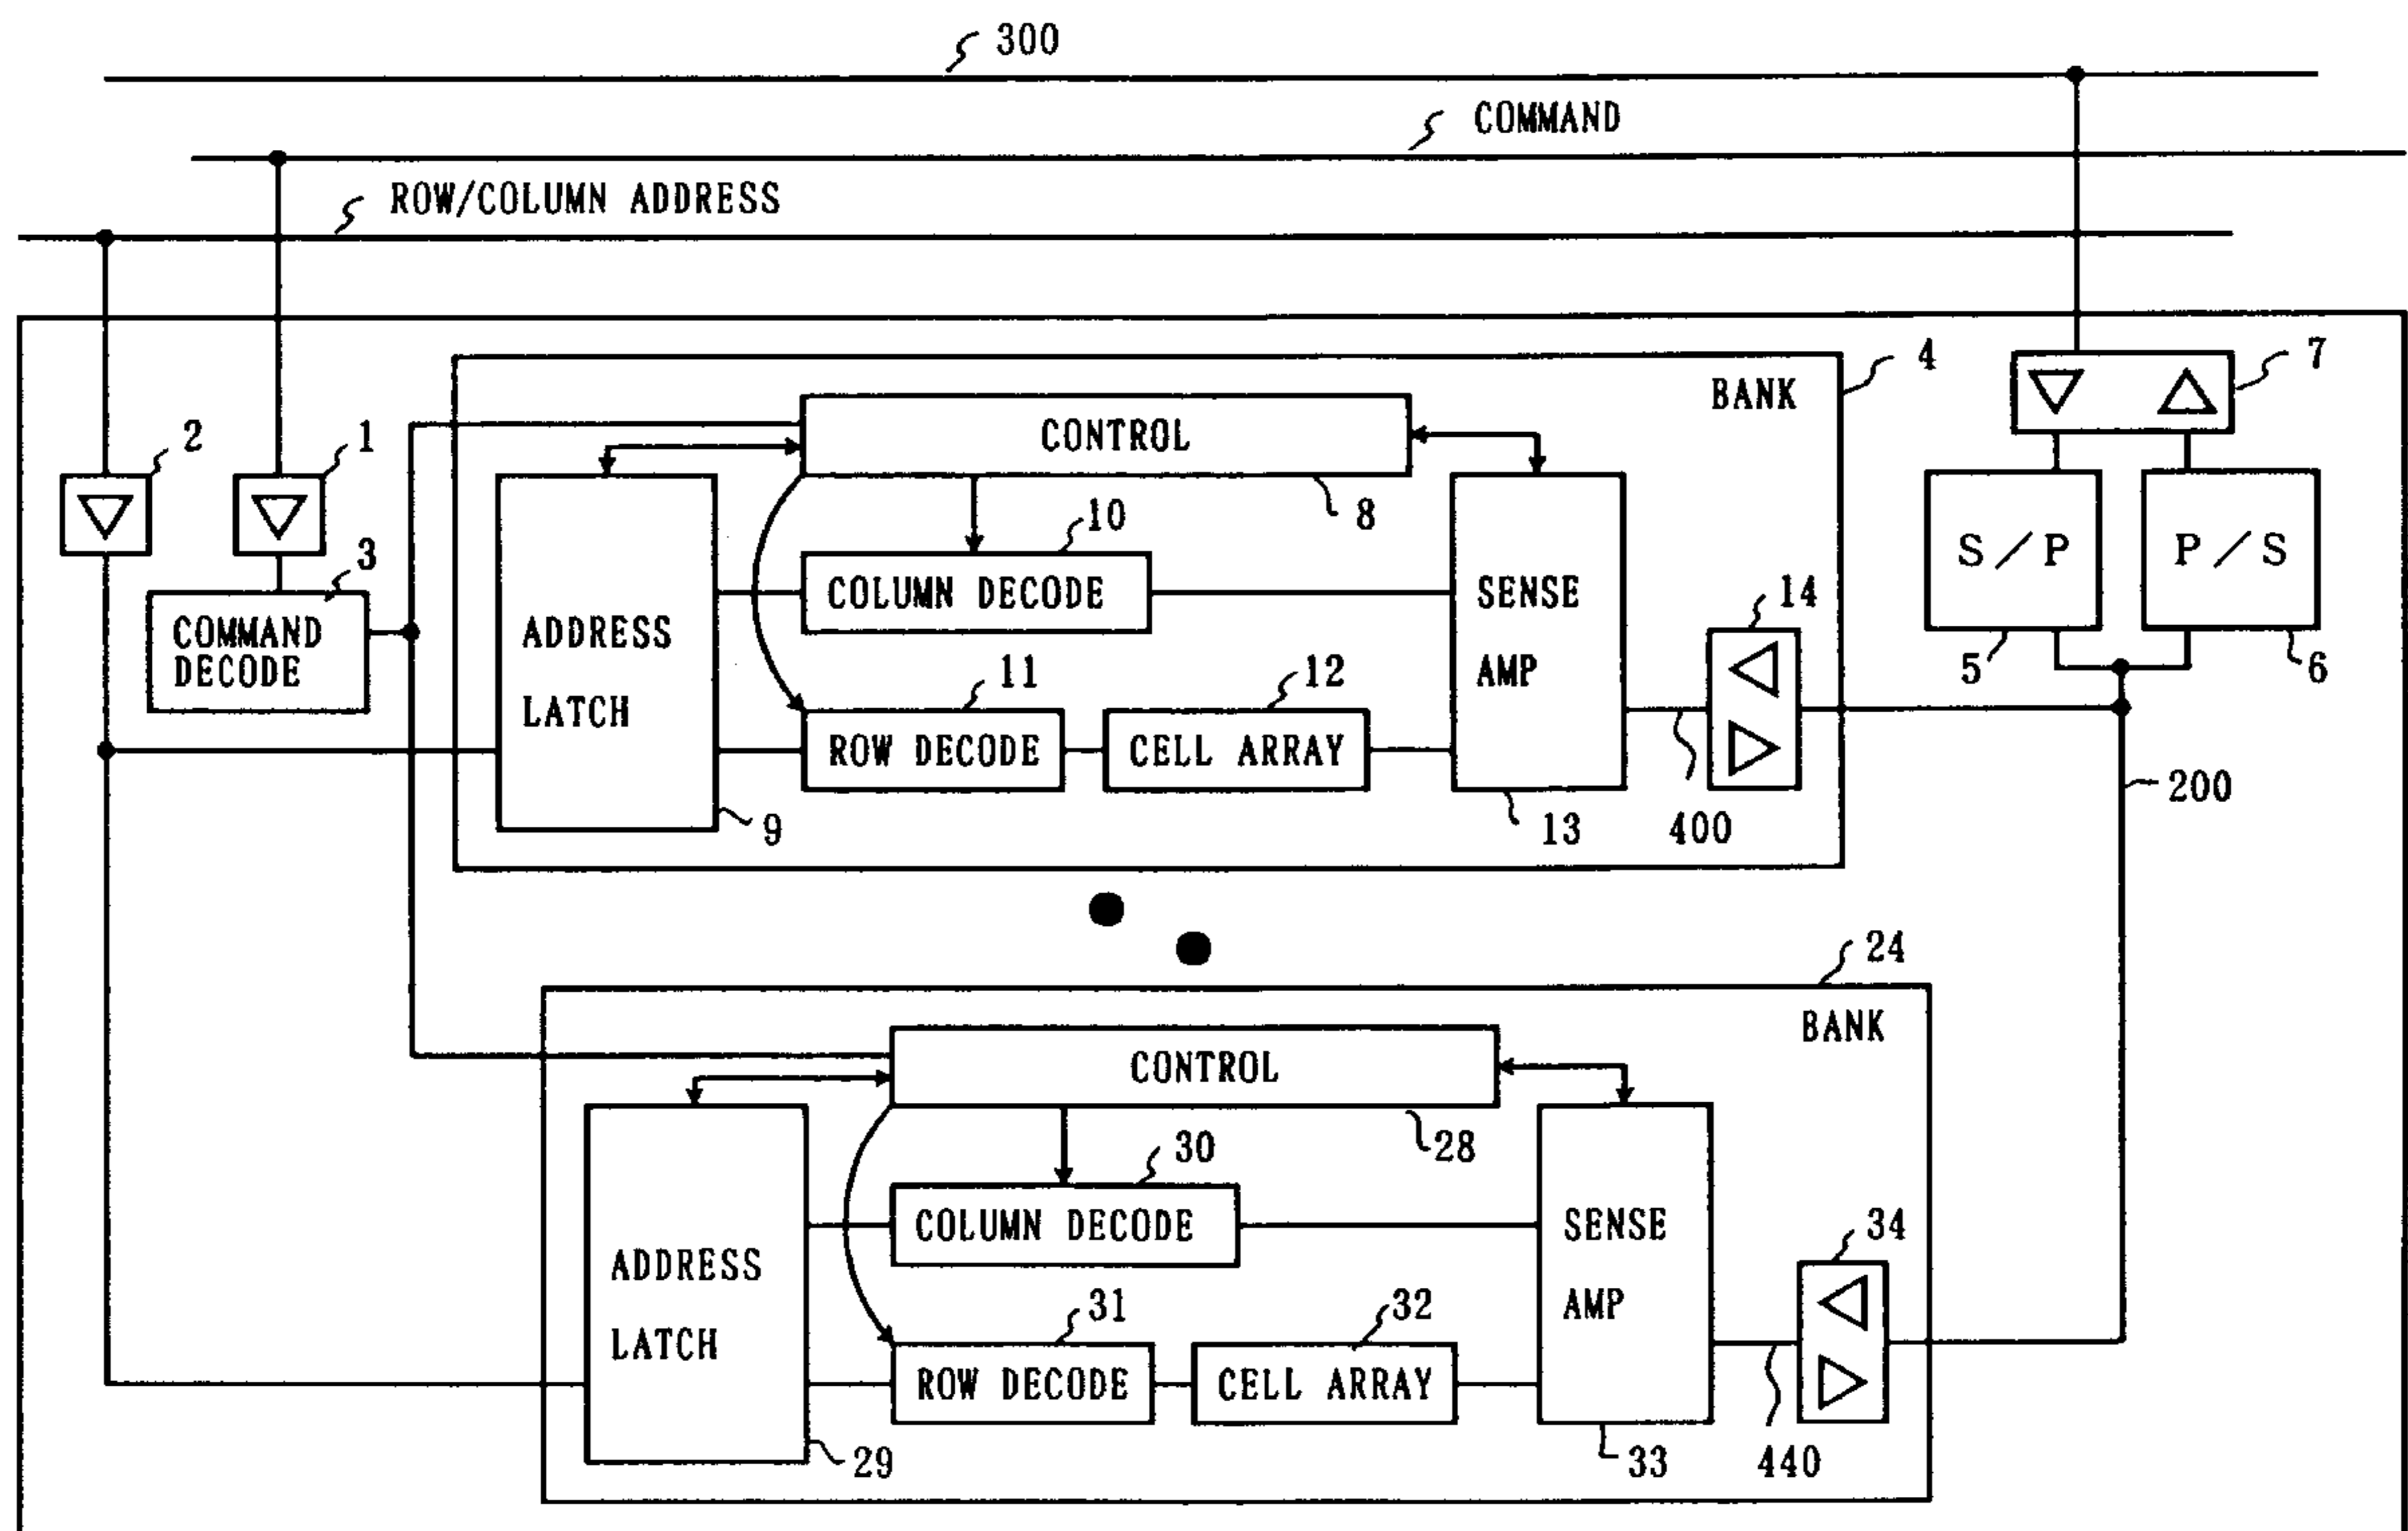 300
COMMAND
ROW/COLUMN ADDRESS
4
7
BANK
2
1
CONTROL
8
10
3
COLUMN DECODE
SENSE
AMP
14
S/P
P/S
COMMAND
DECODE
ADDRESS
LATCH
11
12
5
6
ROW DECODE
CELL ARRAY
200
9
13
400
24
BANK
CONTROL
28
30
COLUMN DECODE
SENSE
AMP
34
ADDRESS
LATCH
31
32
ROW DECODE
CELL ARRAY
29
33
440